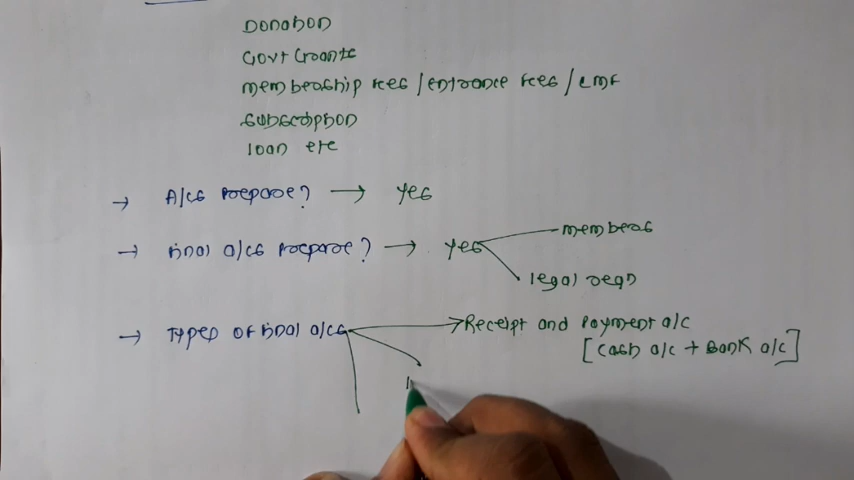 Donation
Govt Grants
membership fees / entrance fees / LMF
subscription
loan etc
→ A/cs prepare? → Yes
→ Final a/cs prepare? → Yes
members
legal reqn
→ Types of Final a/cs
Receipt and Payment a/c
[Cash a/c + Bank a/c]